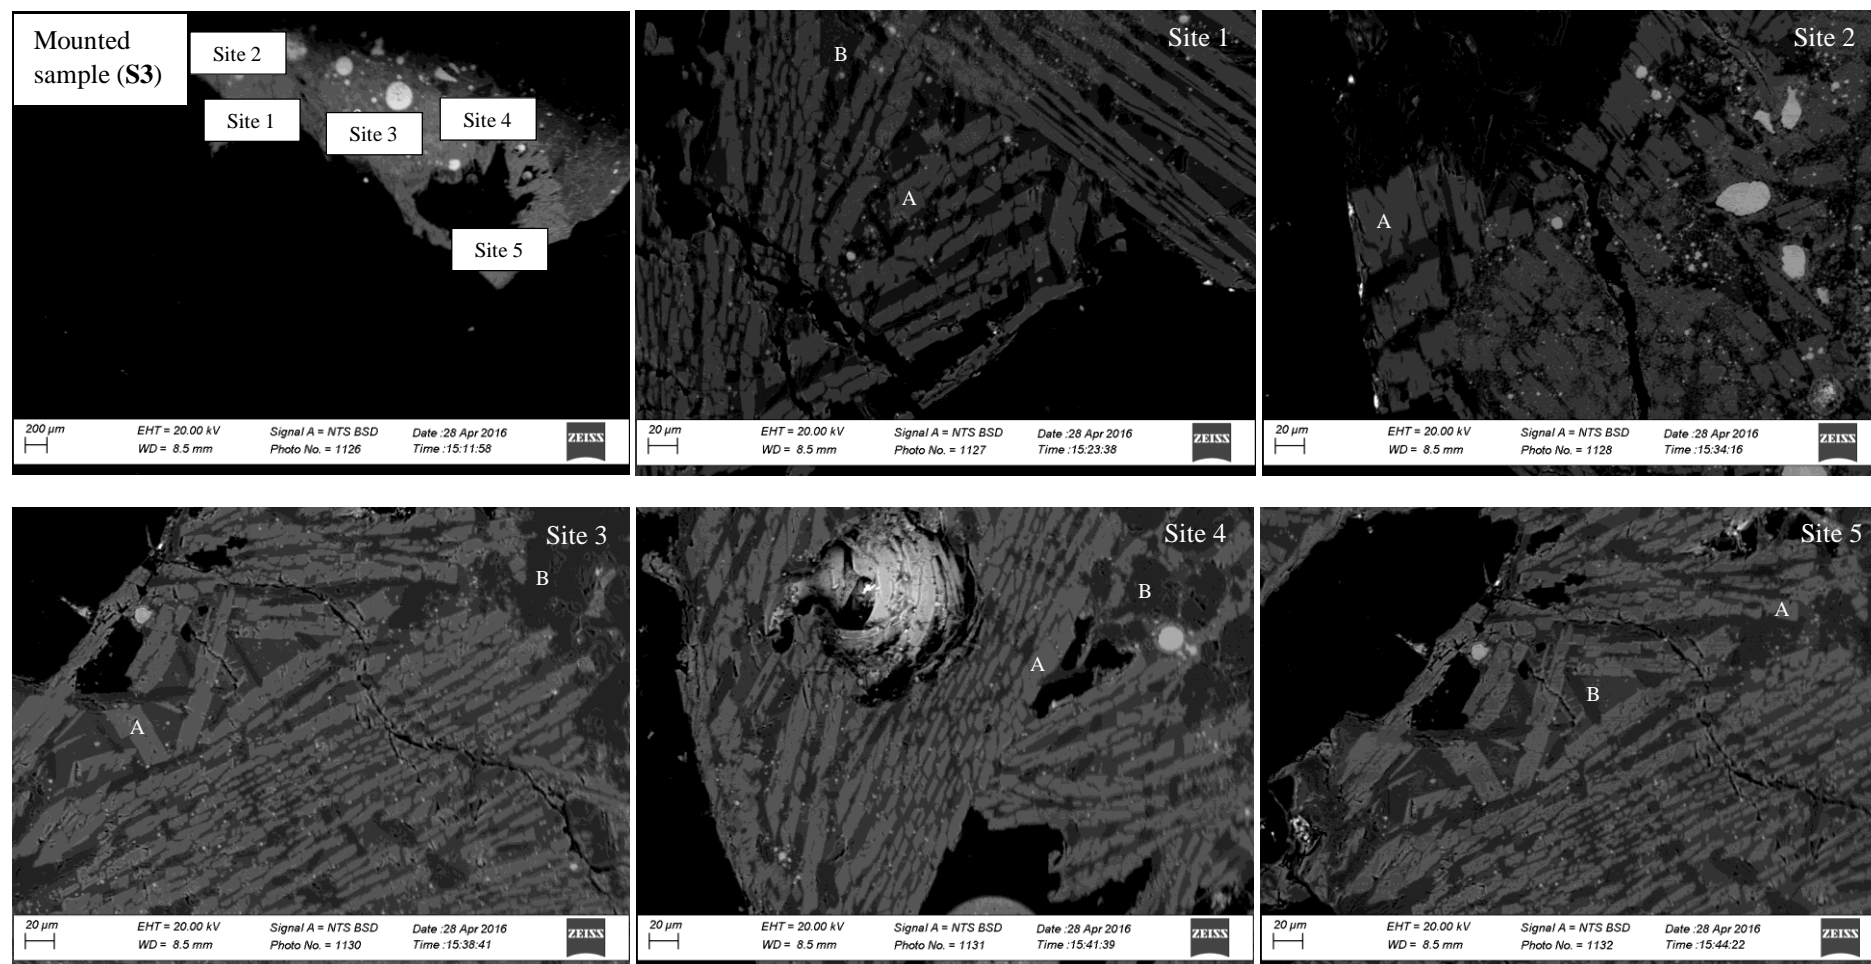 Mounted
sample (S3)
Site 2
Site 1
Site 3
Site 4
Site 5
200 µm
EHT = 20.00 kV
WD = 8.5 mm
Signal A = NTS BSD
Photo No. = 1126
Date :28 Apr 2016
Time :15:11:58
ZEISS
Site 1
B
A
20 µm
EHT = 20.00 kV
WD = 8.5 mm
Signal A = NTS BSD
Photo No. = 1127
Date :28 Apr 2016
Time :15:23:38
ZEISS
Site 2
A
20 µm
EHT = 20.00 kV
WD = 8.5 mm
Signal A = NTS BSD
Photo No. = 1128
Date :28 Apr 2016
Time :15:34:16
ZEISS
Site 3
B
A
20 µm
EHT = 20.00 kV
WD = 8.5 mm
Signal A = NTS BSD
Photo No. = 1130
Date :28 Apr 2016
Time :15:38:41
ZEISS
Site 4
B
A
20 µm
EHT = 20.00 kV
WD = 8.5 mm
Signal A = NTS BSD
Photo No. = 1131
Date :28 Apr 2016
Time :15:41:39
ZEISS
Site 5
A
B
20 µm
EHT = 20.00 kV
WD = 8.5 mm
Signal A = NTS BSD
Photo No. = 1132
Date :28 Apr 2016
Time :15:44:22
ZEISS